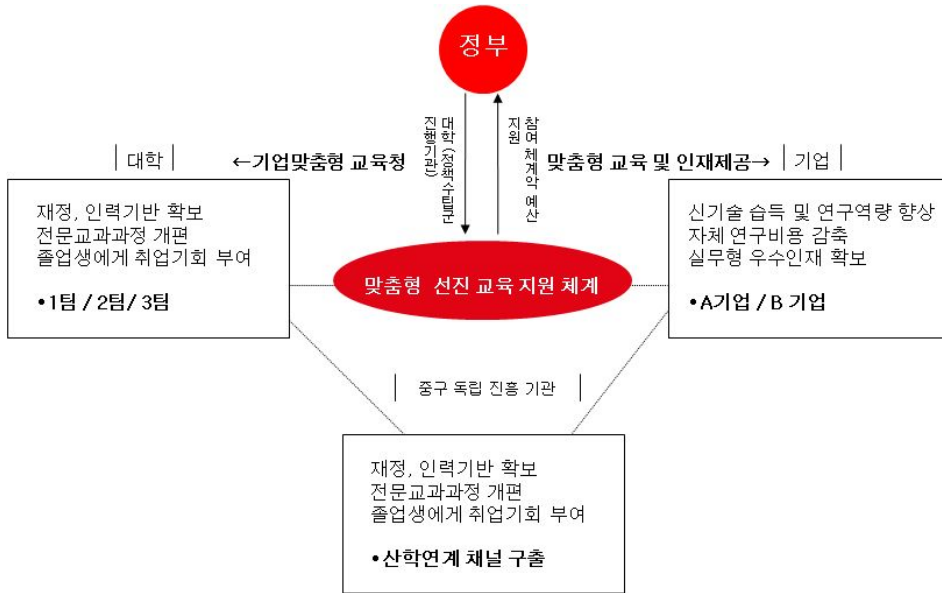 정부
대학
진행기관)
참여 체계약 예산
지원
| 대학 |
←기업맞춤형 교육청
맞춤형 교육 및 인재제공→
| 기업
재정, 인력기반 확보
전문교과과정 개편
졸업생에게 취업기회 부여
•1팀 / 2팀/ 3팀
맞춤형 선진 교육 지원 체계
신기술 습득 및 연구역량 향상
자체 연구비용 감축
실무형 우수인재 확보
•A기업 / B 기업
| 중구 독립 진흥 기관 |
재정, 인력기반 확보
전문교과과정 개편
졸업생에게 취업기회 부여
•산학연계 채널 구출